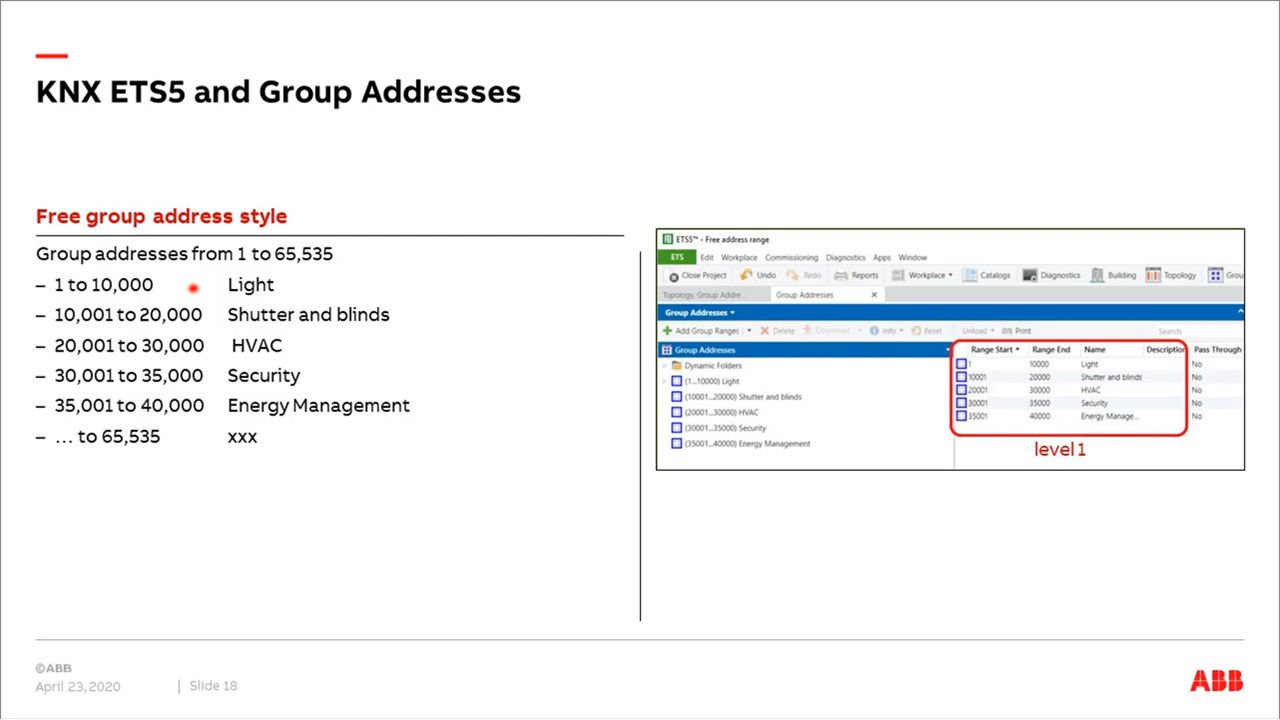 KNX ETS5 and Group Addresses
Free group address style
Group addresses from 1 to 65,535
– 1 to 10,000 Light
– 10,001 to 20,000 Shutter and blinds
– 20,001 to 30,000 HVAC
– 30,001 to 35,000 Security
– 35,001 to 40,000 Energy Management
– … to 65,535 xxx
ETS5™ - Free address range
ETS Edit Workplace Commissioning Diagnostics Apps Window
Close Project Undo Redo Reports Workplace Catalogs Diagnostics Building Topology Grou
Topology, Group Addre... Group Addresses
Group Addresses
Add Group Ranges Delete Download Info Reset Unload Print Search
Group Addresses
Dynamic Folders
(1...10000) Light
(10001...20000) Shutter and blinds
(20001...30000) HVAC
(30001...35000) Security
(35001...40000) Energy Management
Range Start Range End Name Description Pass Through
1 10000 Light No
10001 20000 Shutter and blinds No
20001 30000 HVAC No
30001 35000 Security No
35001 40000 Energy Manage... No
level 1
©ABB
April 23, 2020 | Slide 18
ABB